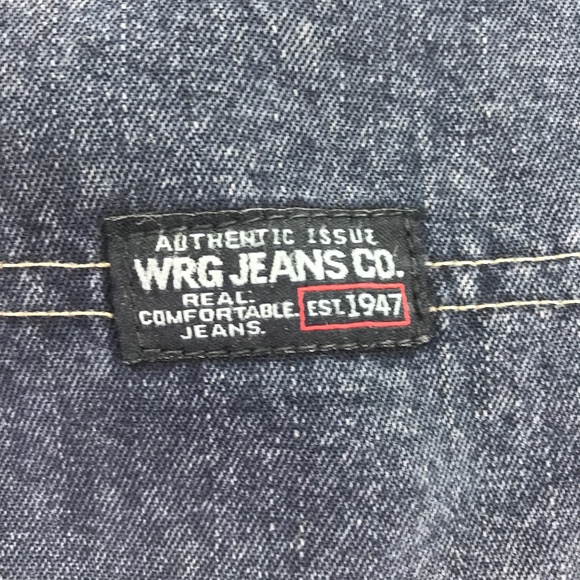 AUTHENTIC ISSUE
WRG JEANS CO.
REAL.
COMFORTABLE.
JEANS.
EST.1947